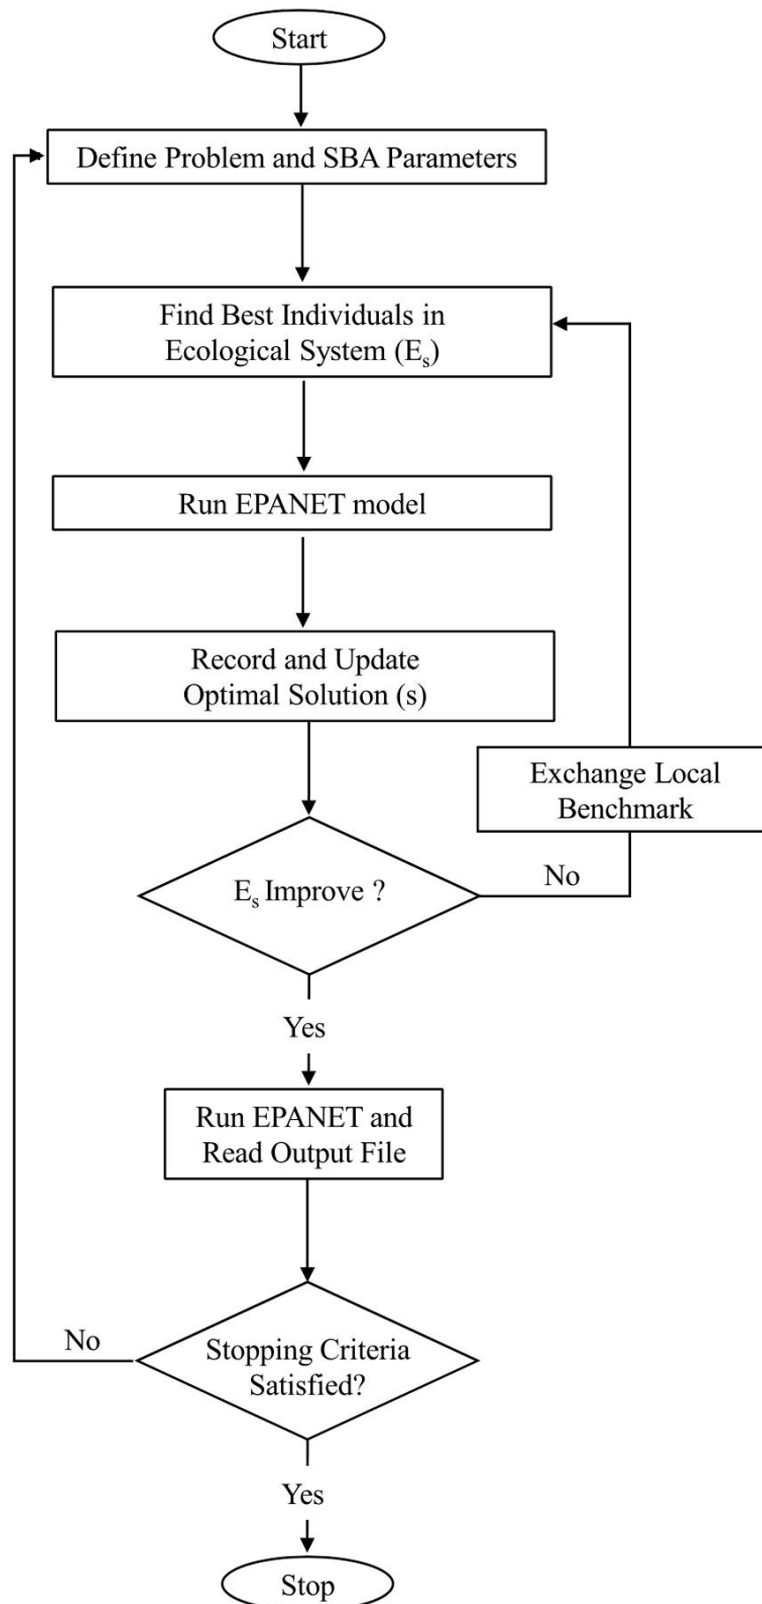 Start
Define Problem and SBA Parameters
Find Best Individuals in
Ecological System (Es)
Run EPANET model
Record and Update
Optimal Solution (s)
Exchange Local
Benchmark
Es Improve ?
No
Yes
Run EPANET and
Read Output File
No
Stopping Criteria
Satisfied?
Yes
Stop